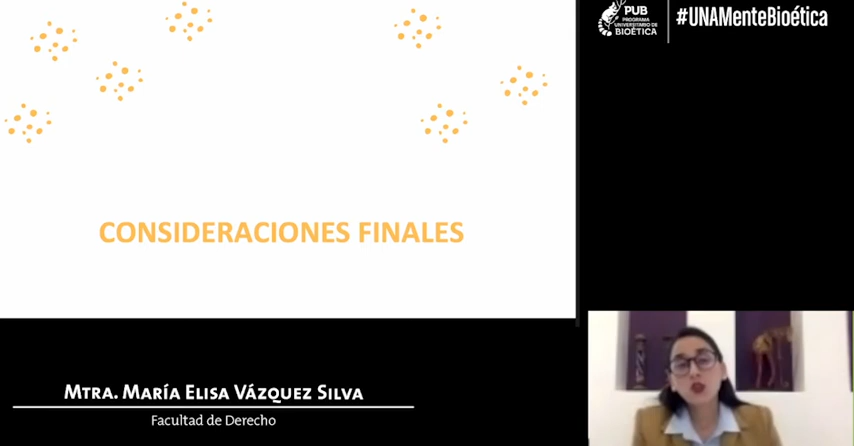 PUB
PROGRAMA
UNIVERSITARIO DE
BIOÉTICA
#UNAMenteBioética
CONSIDERACIONES FINALES
Mtra. María Elisa Vázquez Silva
Facultad de Derecho